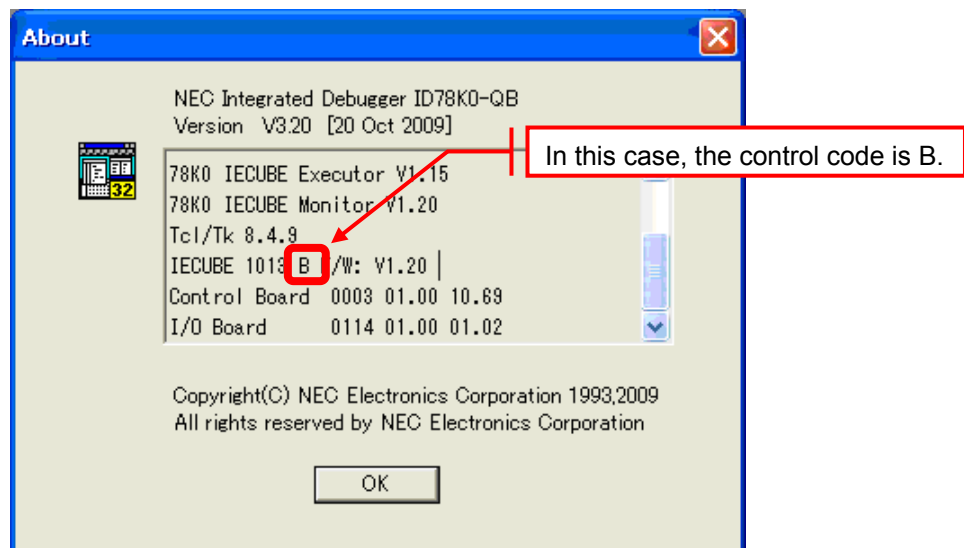 About
NEC Integrated Debugger ID78K0-QB
Version V3.20 [20 Oct 2009]
In this case, the control code is B.
32
78K0 IECUBE Executor V1.15
78K0 IECUBE Monitor V1.20
Tcl/Tk 8.4.9
IECUBE 1013 B /W: V1.20
Control Board 0003 01.00 10.69
I/O Board 0114 01.00 01.02
Copyright(C) NEC Electronics Corporation 1993,2009
All rights reserved by NEC Electronics Corporation
OK